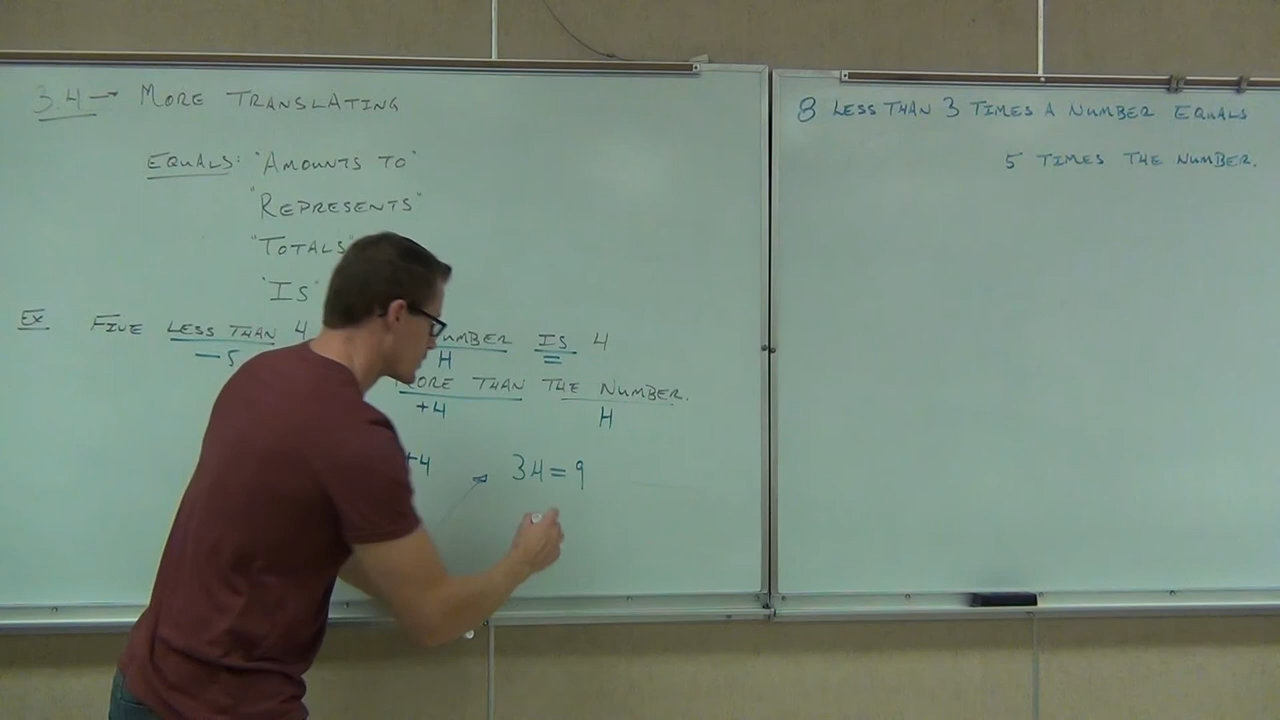 3.4 → MORE TRANSLATING
EQUALS: "AMOUNTS TO"
"REPRESENTS"
"TOTALS"
"IS"
EX FIVE LESS THAN 4 NUMBER IS 4
-5 H =
MORE THAN THE NUMBER.
+4 H
+4 3H=9
8 LESS THAN 3 TIMES A NUMBER EQUALS
5 TIMES THE NUMBER.